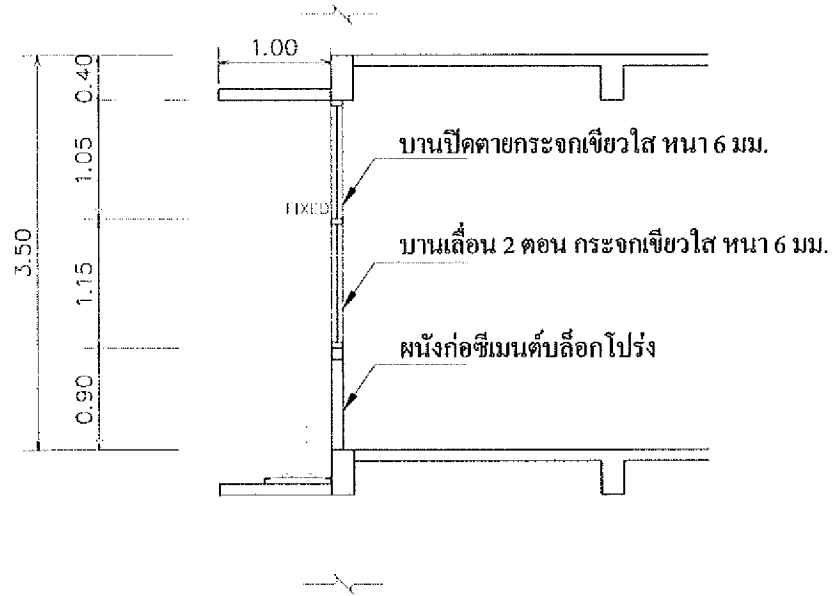 1.00
0.40
บานปิดตายกระจกเขียวใส หนา 6 มม.
1.05
FIXED
3.50
บานเลื่อน 2 ตอน กระจกเขียวใส หนา 6 มม.
1.15
ผนังก่อซีเมนต์บล็อกโปร่ง
0.90